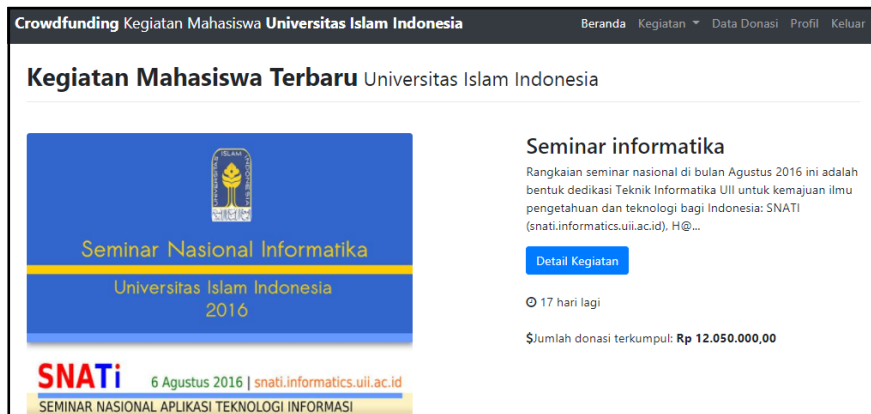 Crowdfunding Kegiatan Mahasiswa Universitas Islam Indonesia
Beranda Kegiatan Data Donasi Profil Keluar
Kegiatan Mahasiswa Terbaru Universitas Islam Indonesia
ISLAM
UNIVERSITAS
INDONESIA
Seminar Nasional Informatika
Universitas Islam Indonesia
2016
SNATi
6 Agustus 2016 | snati.informatics.uii.ac.id
SEMINAR NASIONAL APLIKASI TEKNOLOGI INFORMASI
Seminar informatika
Rangkaian seminar nasional di bulan Agustus 2016 ini adalah
bentuk dedikasi Teknik Informatika UII untuk kemajuan ilmu
pengetahuan dan teknologi bagi Indonesia: SNATI
(snati.informatics.uii.ac.id), H@...
Detail Kegiatan
17 hari lagi
$Jumlah donasi terkumpul: Rp 12.050.000,00